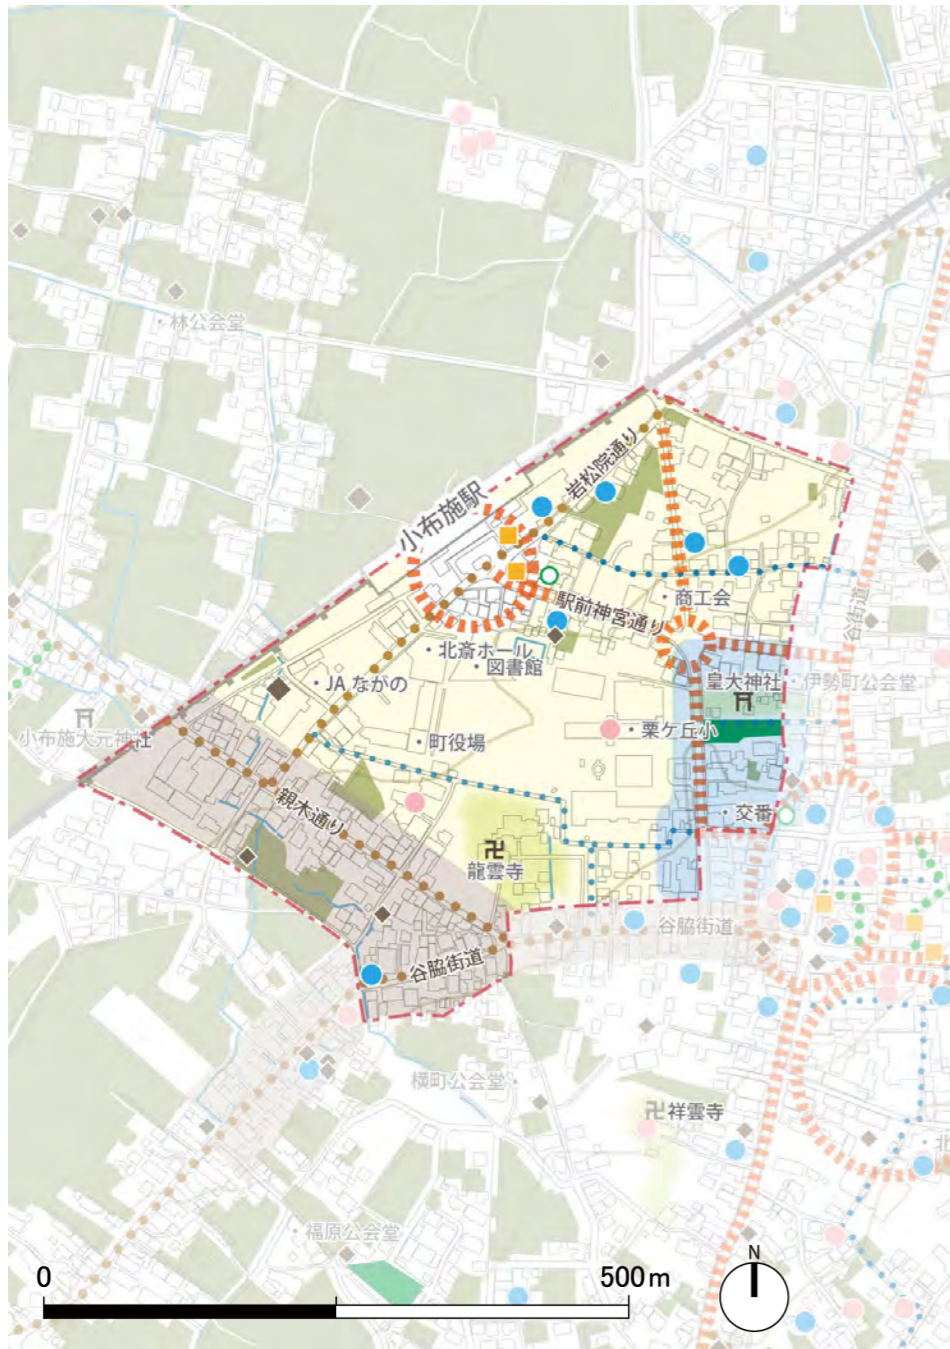 ・林公会堂
岩松院通り
小布施駅
・商工会
駅前神宮通り
谷街道
・北斎ホール
・図書館
・JA ながの
皇大神社
・伊勢町公会堂
小布施大元神社
・町役場
・栗ケ丘小
親木通り
・交番
龍雲寺
谷脇街道
谷脇街道
横町公会堂・
卍祥雲寺
・北
・福原公会堂
0
500m
N